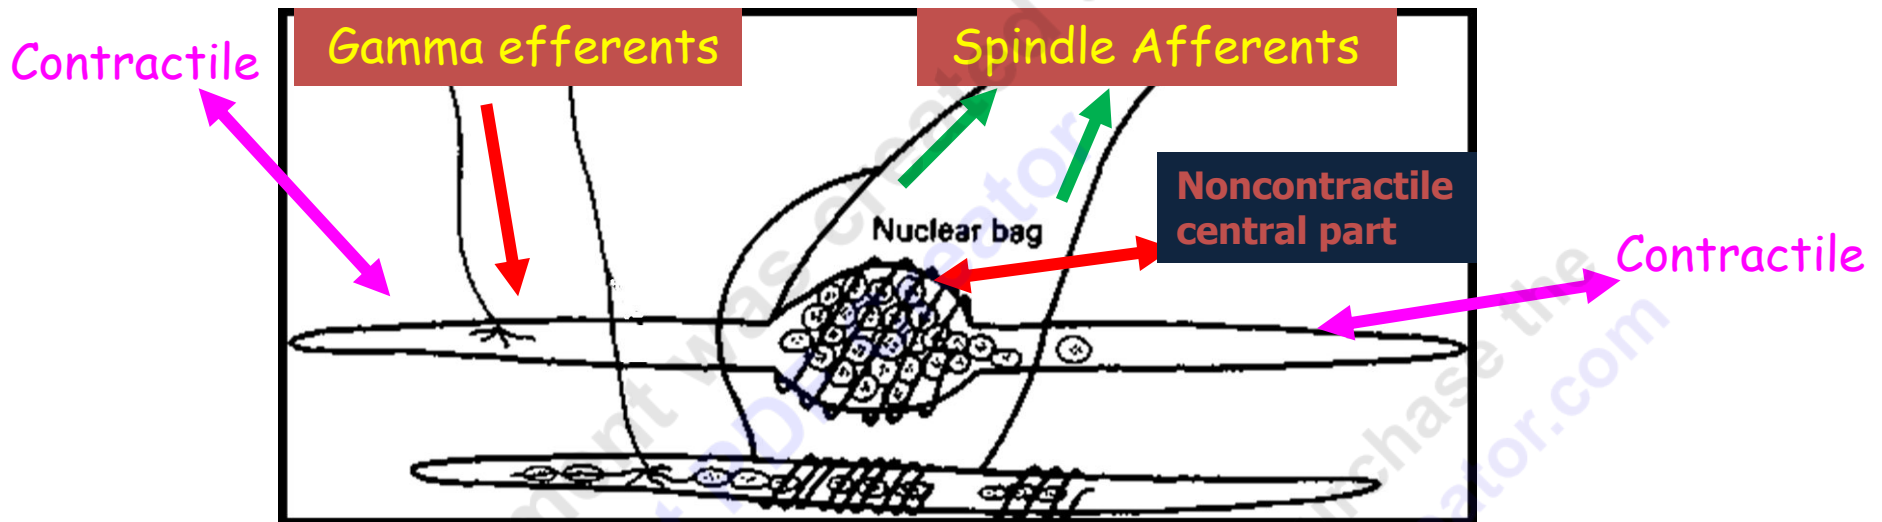 Gamma efferents
Spindle Afferents
Contractile
Noncontractile
central part
Nuclear bag
Contractile